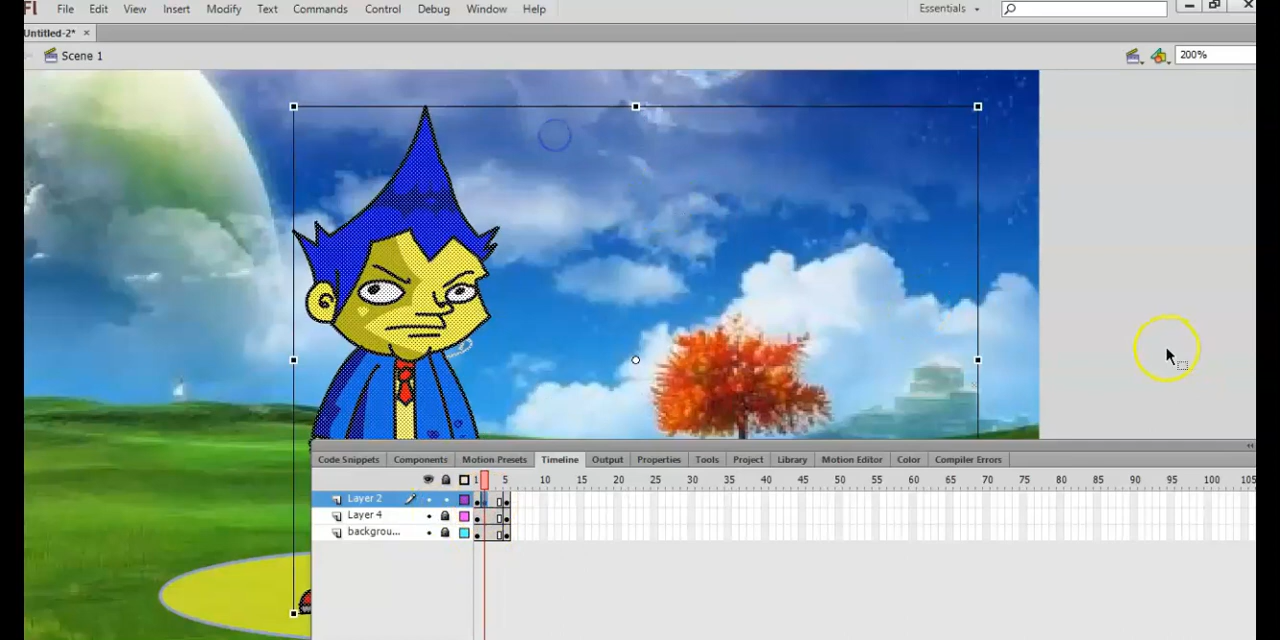 Fl File Edit View Insert Modify Text Commands Control Debug Window Help Essentials
Untitled-2* ×
Scene 1 200%
Code Snippets Components Motion Presets Timeline Output Properties Tools Project Library Motion Editor Color Compiler Errors
1 5 10 15 20 25 30 35 40 45 50 55 60 65 70 75 80 85 90 95 100 105
Layer 2
Layer 4
backgrou...